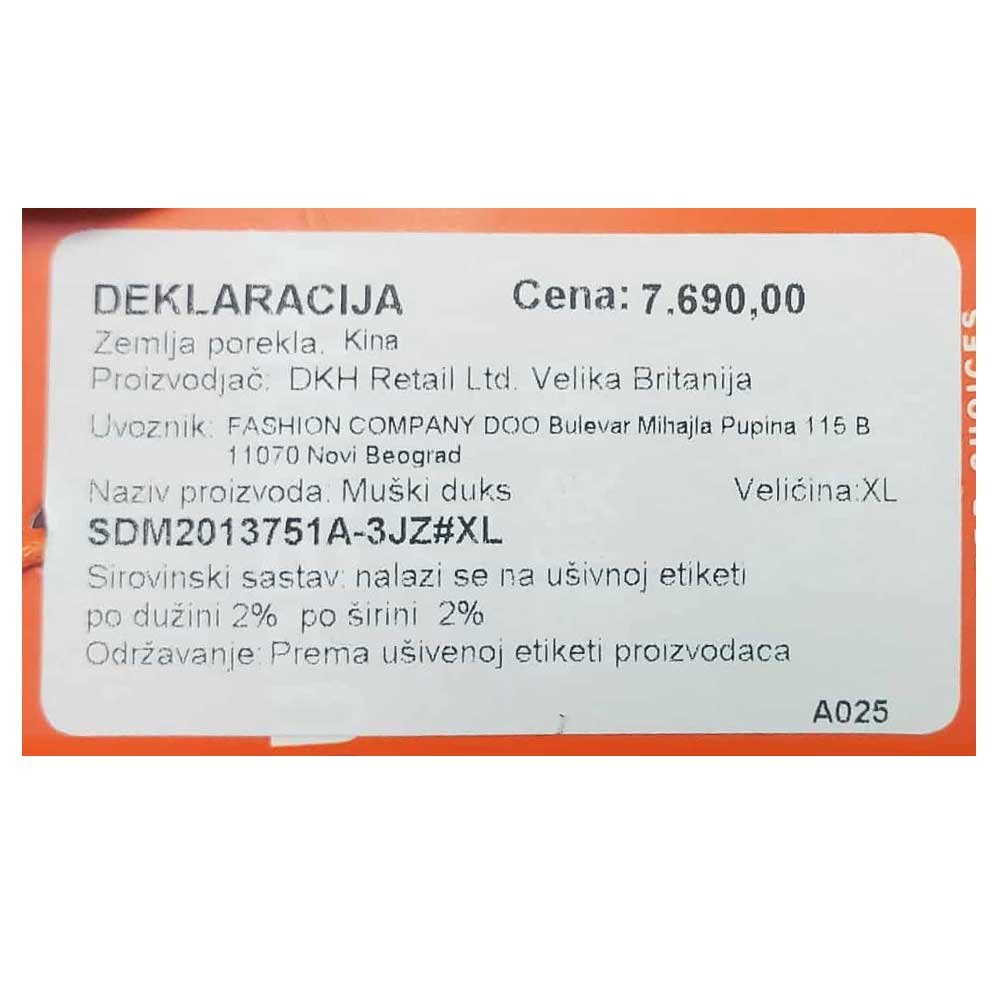 DEKLARACIJA Cena: 7.690,00
Zemlja porekla. Kina
Proizvodjač: DKH Retail Ltd. Velika Britanija
Uvoznik: FASHION COMPANY DOO Bulevar Mihajla Pupina 115 B
11070 Novi Beograd
Naziv proizvoda: Muški duks Veličina:XL
SDM2013751A-3JZ#XL
Sirovinski sastav: nalazi se na ušivnoj etiketi
po dužini 2% po širini 2%
Održavanje: Prema ušivenoj etiketi proizvodaca
A025
CHOICES